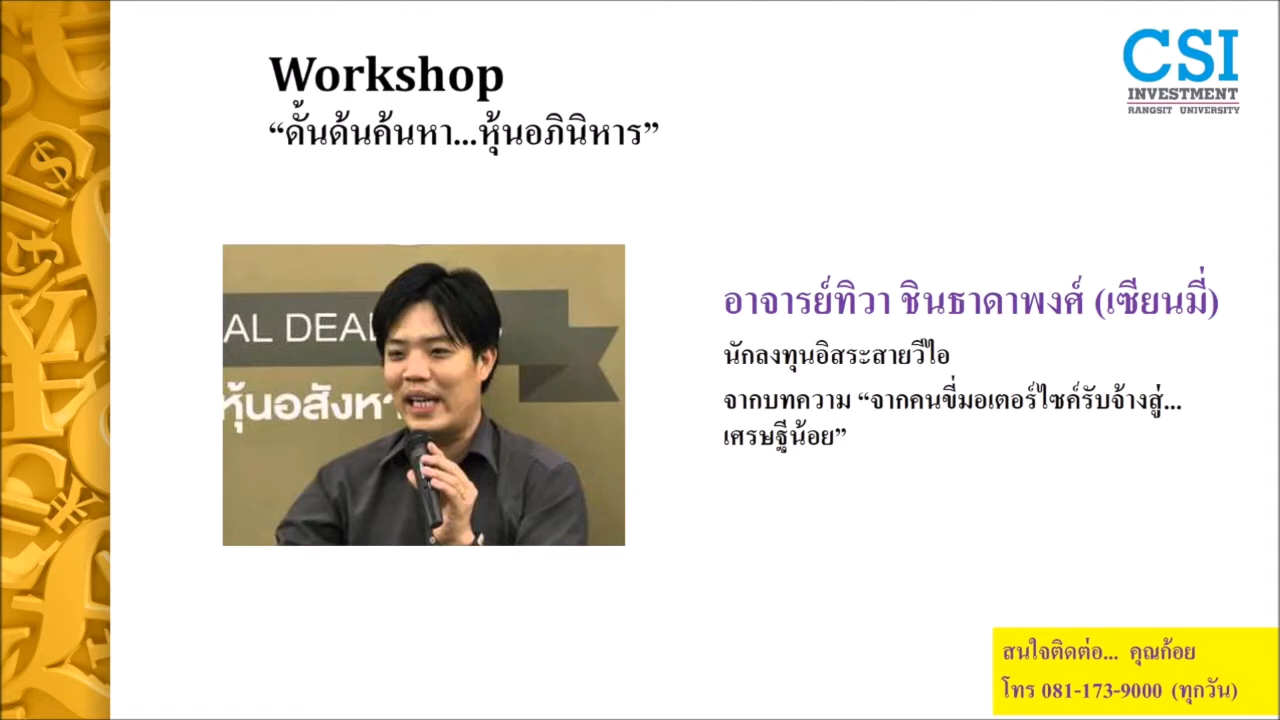 Workshop
“ดั้นด้นค้นหา...หุ้นอภินิหาร”
CSI
INVESTMENT
RANGSIT UNIVERSITY
AL DEAL
หุ้นอสังหา
อาจารย์ทิวา ชินธาดาพงศ์ (เซียนมี่)
นักลงทุนอิสระสายวีไอ
จากบทความ “จากคนขี่มอเตอร์ไซค์รับจ้างสู่...
เศรษฐีน้อย”
สนใจติดต่อ... คุณก้อย
โทร 081-173-9000 (ทุกวัน)